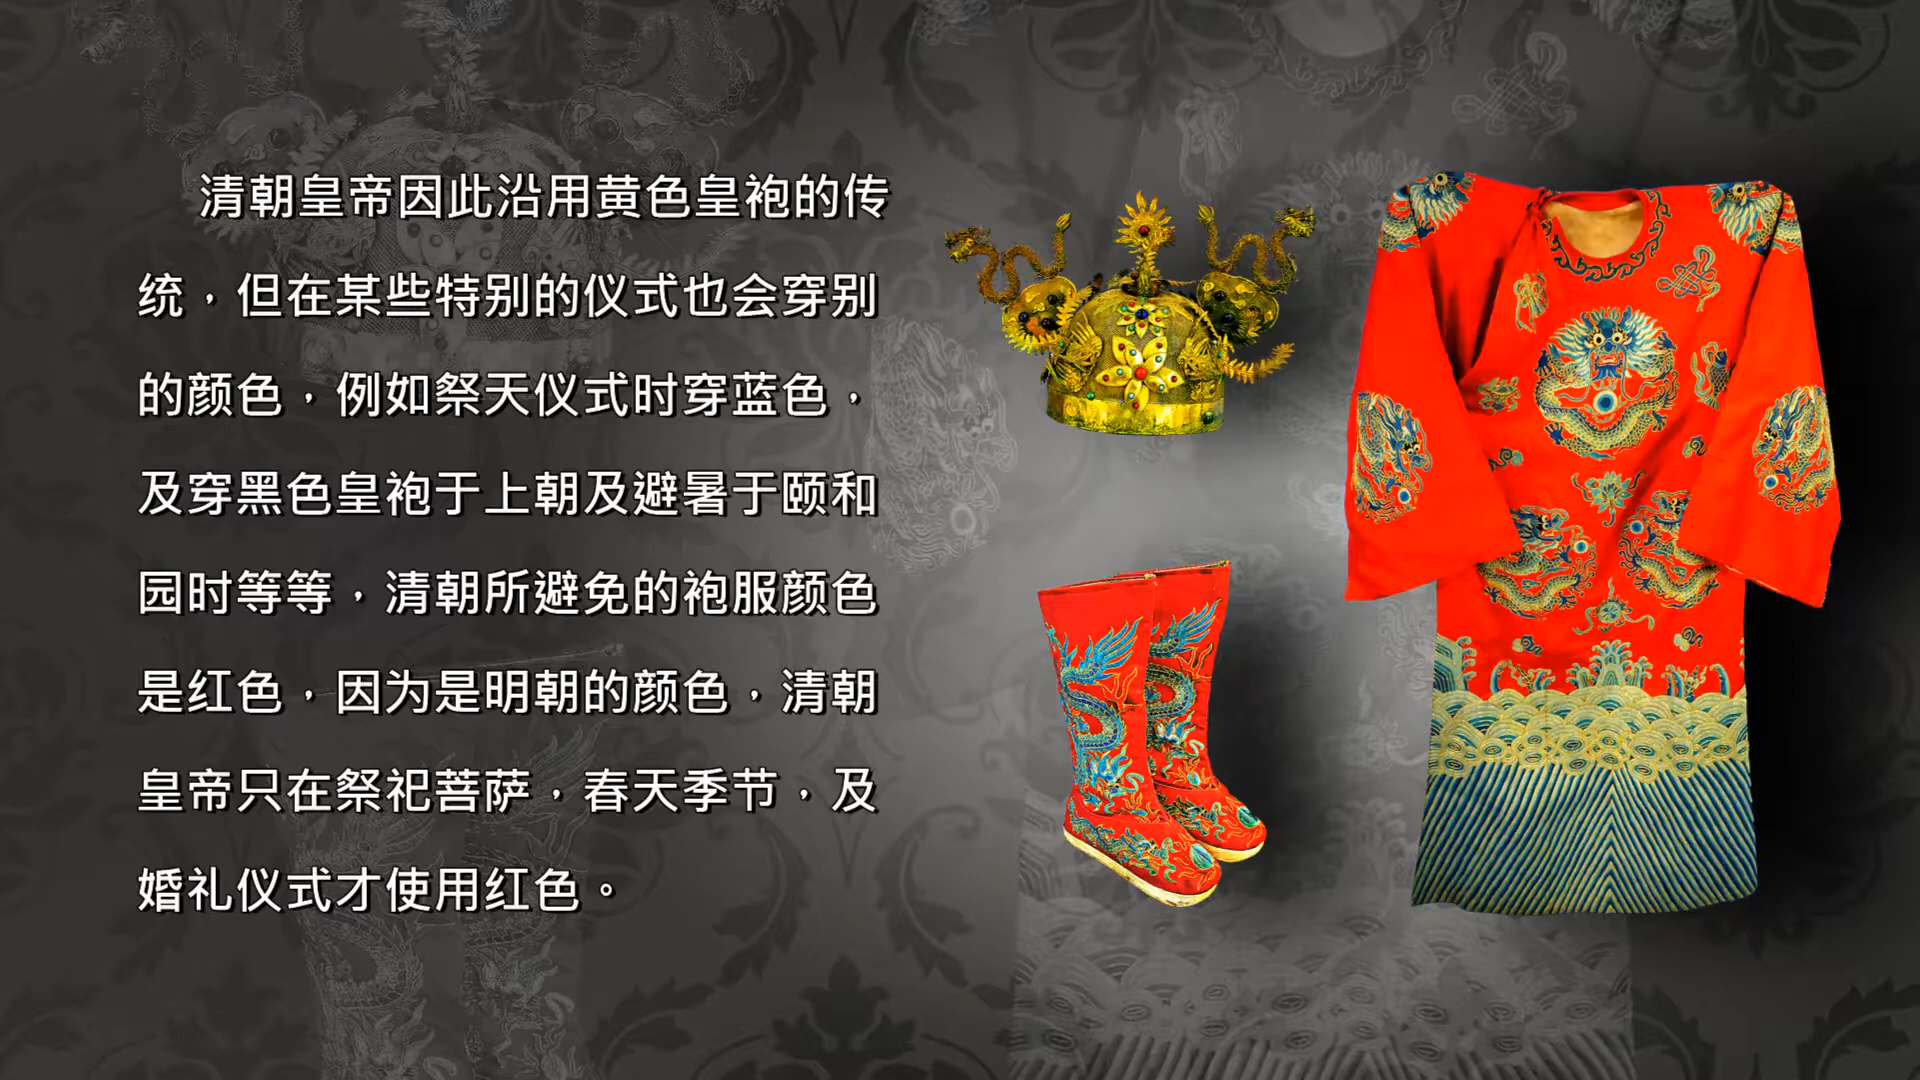 清朝皇帝因此沿用黄色皇袍的传
统，但在某些特别的仪式也会穿别
的颜色，例如祭天仪式时穿蓝色，
及穿黑色皇袍于上朝及避暑于颐和
园时等等，清朝所避免的袍服颜色
是红色，因为是明朝的颜色，清朝
皇帝只在祭祀菩萨，春天季节，及
婚礼仪式才使用红色。